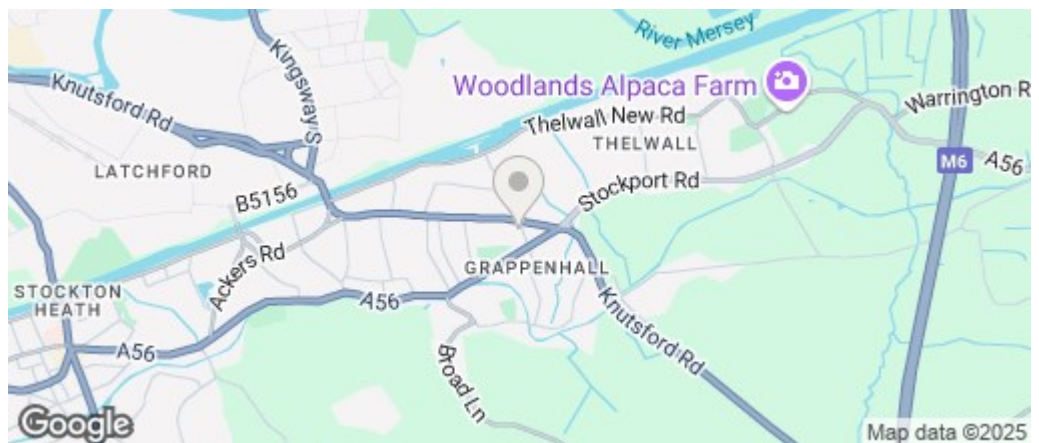 River Mersey
Kingsway S
Knutsford Rd
Woodlands Alpaca Farm
Warrington R
Thelwall New Rd
THELWALL
M6
A56
LATCHFORD
Stockport Rd
B5156
Ackers Rd
GRAPPENHALL
STOCKTON
HEATH
A56
Knutsford Rd
A56
Broad Ln
Google
Map data ©2025